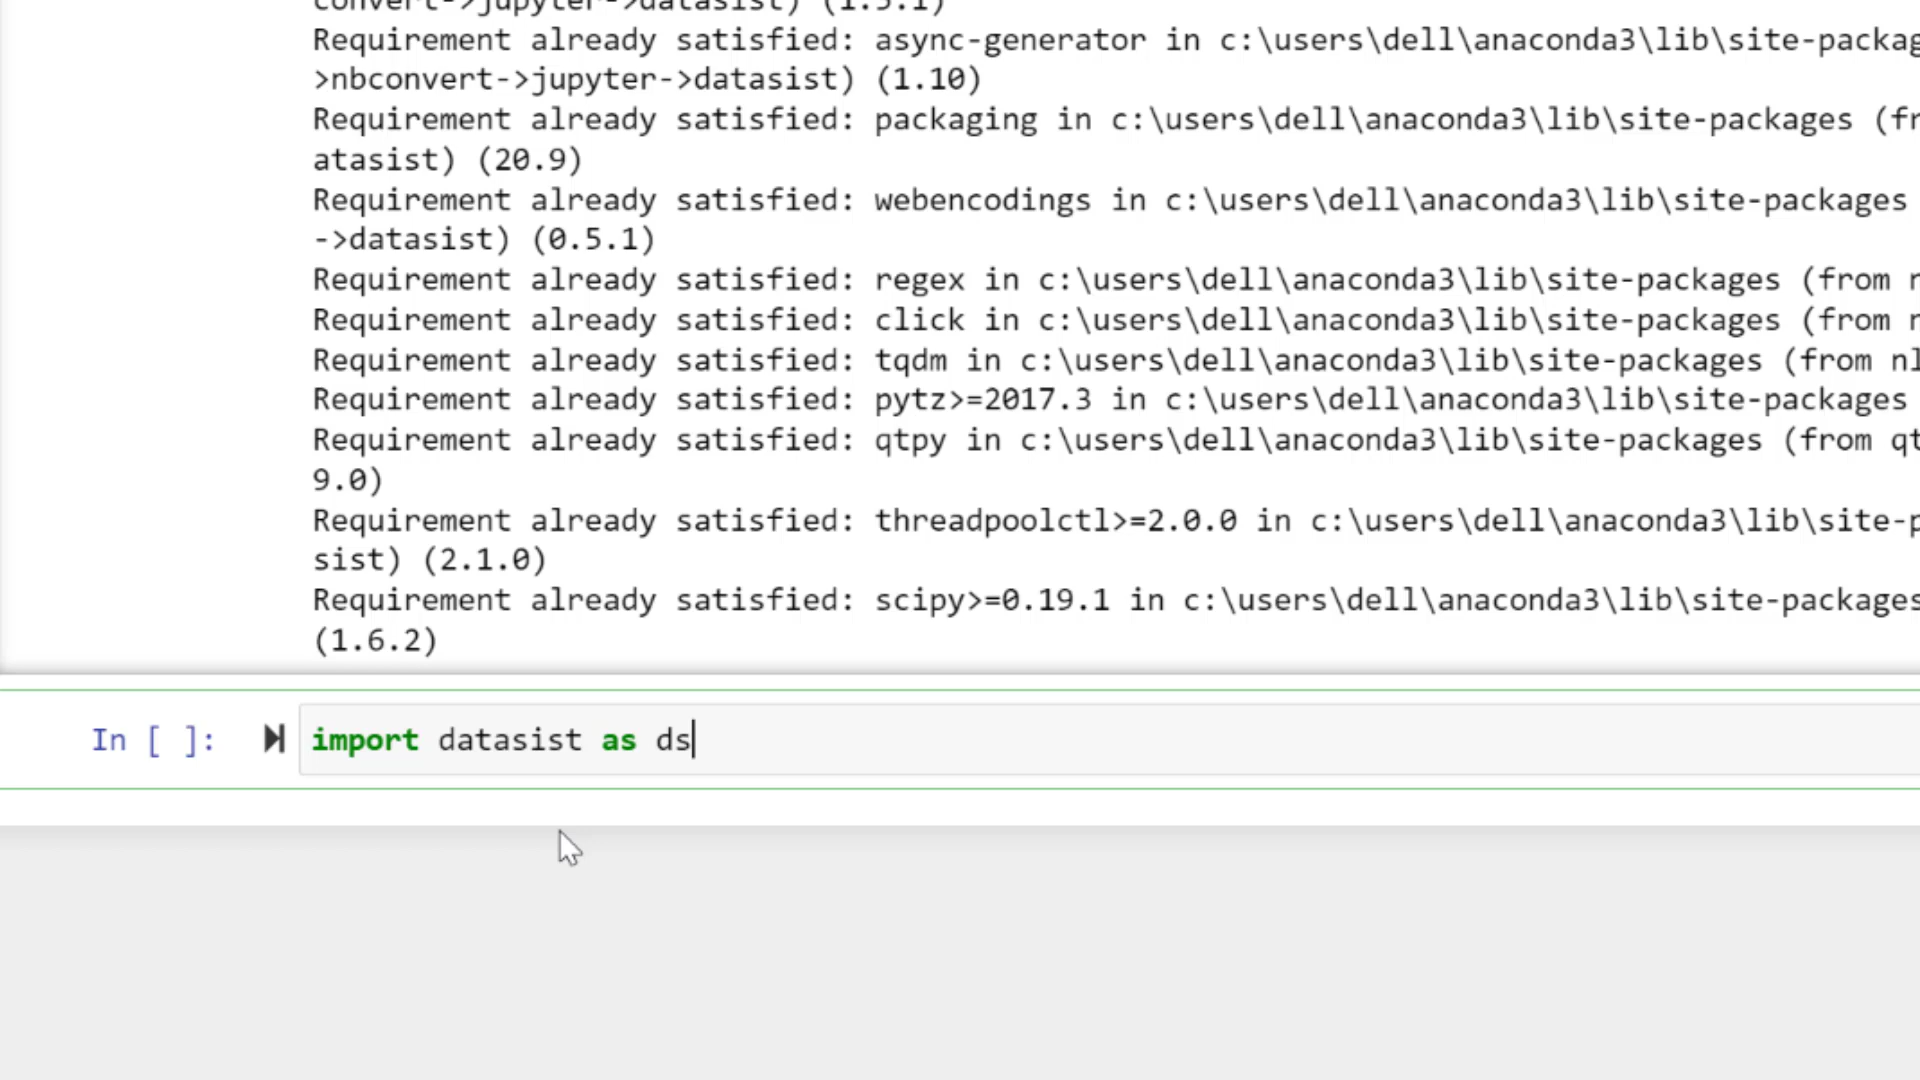 convert->jupyter->datasist) (1.5.1)
Requirement already satisfied: async-generator in c:\users\dell\anaconda3\lib\site-packag
>nbconvert->jupyter->datasist) (1.10)
Requirement already satisfied: packaging in c:\users\dell\anaconda3\lib\site-packages (fr
atasist) (20.9)
Requirement already satisfied: webencodings in c:\users\dell\anaconda3\lib\site-packages
->datasist) (0.5.1)
Requirement already satisfied: regex in c:\users\dell\anaconda3\lib\site-packages (from n
Requirement already satisfied: click in c:\users\dell\anaconda3\lib\site-packages (from n
Requirement already satisfied: tqdm in c:\users\dell\anaconda3\lib\site-packages (from nl
Requirement already satisfied: pytz>=2017.3 in c:\users\dell\anaconda3\lib\site-packages
Requirement already satisfied: qtpy in c:\users\dell\anaconda3\lib\site-packages (from qt
9.0)
Requirement already satisfied: threadpoolctl>=2.0.0 in c:\users\dell\anaconda3\lib\site-p
sist) (2.1.0)
Requirement already satisfied: scipy>=0.19.1 in c:\users\dell\anaconda3\lib\site-packages
(1.6.2)
In [ ]: import datasist as ds